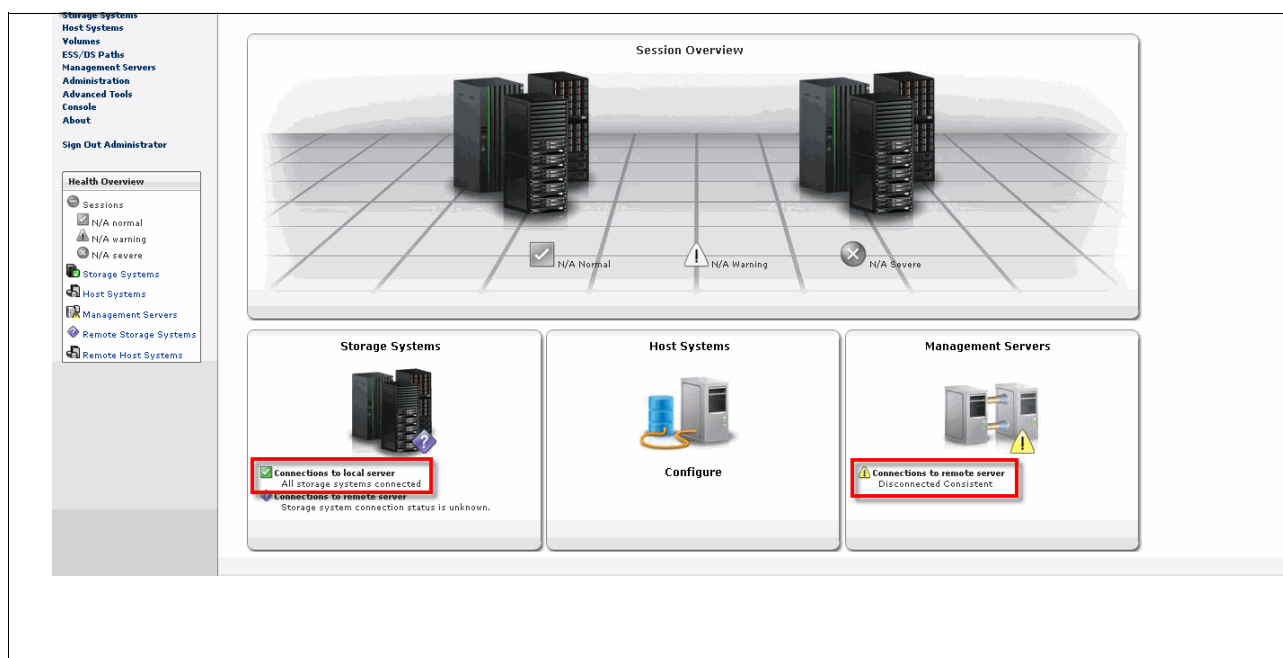 Storage Systems
Host Systems
Volumes
ESS/DS Paths
Management Servers
Administration
Advanced Tools
Console
About
Sign Out Administrator
Health Overview
Sessions
N/A normal
N/A warning
N/A severe
Storage Systems
Host Systems
Management Servers
Remote Storage Systems
Remote Host Systems
Session Overview
N/A Normal
N/A Warning
N/A Severe
Storage Systems
Connections to local server
All storage systems connected
Connections to remote server
Storage system connection status is unknown.
Host Systems
Configure
Management Servers
Connections to remote server
Disconnected Consistent